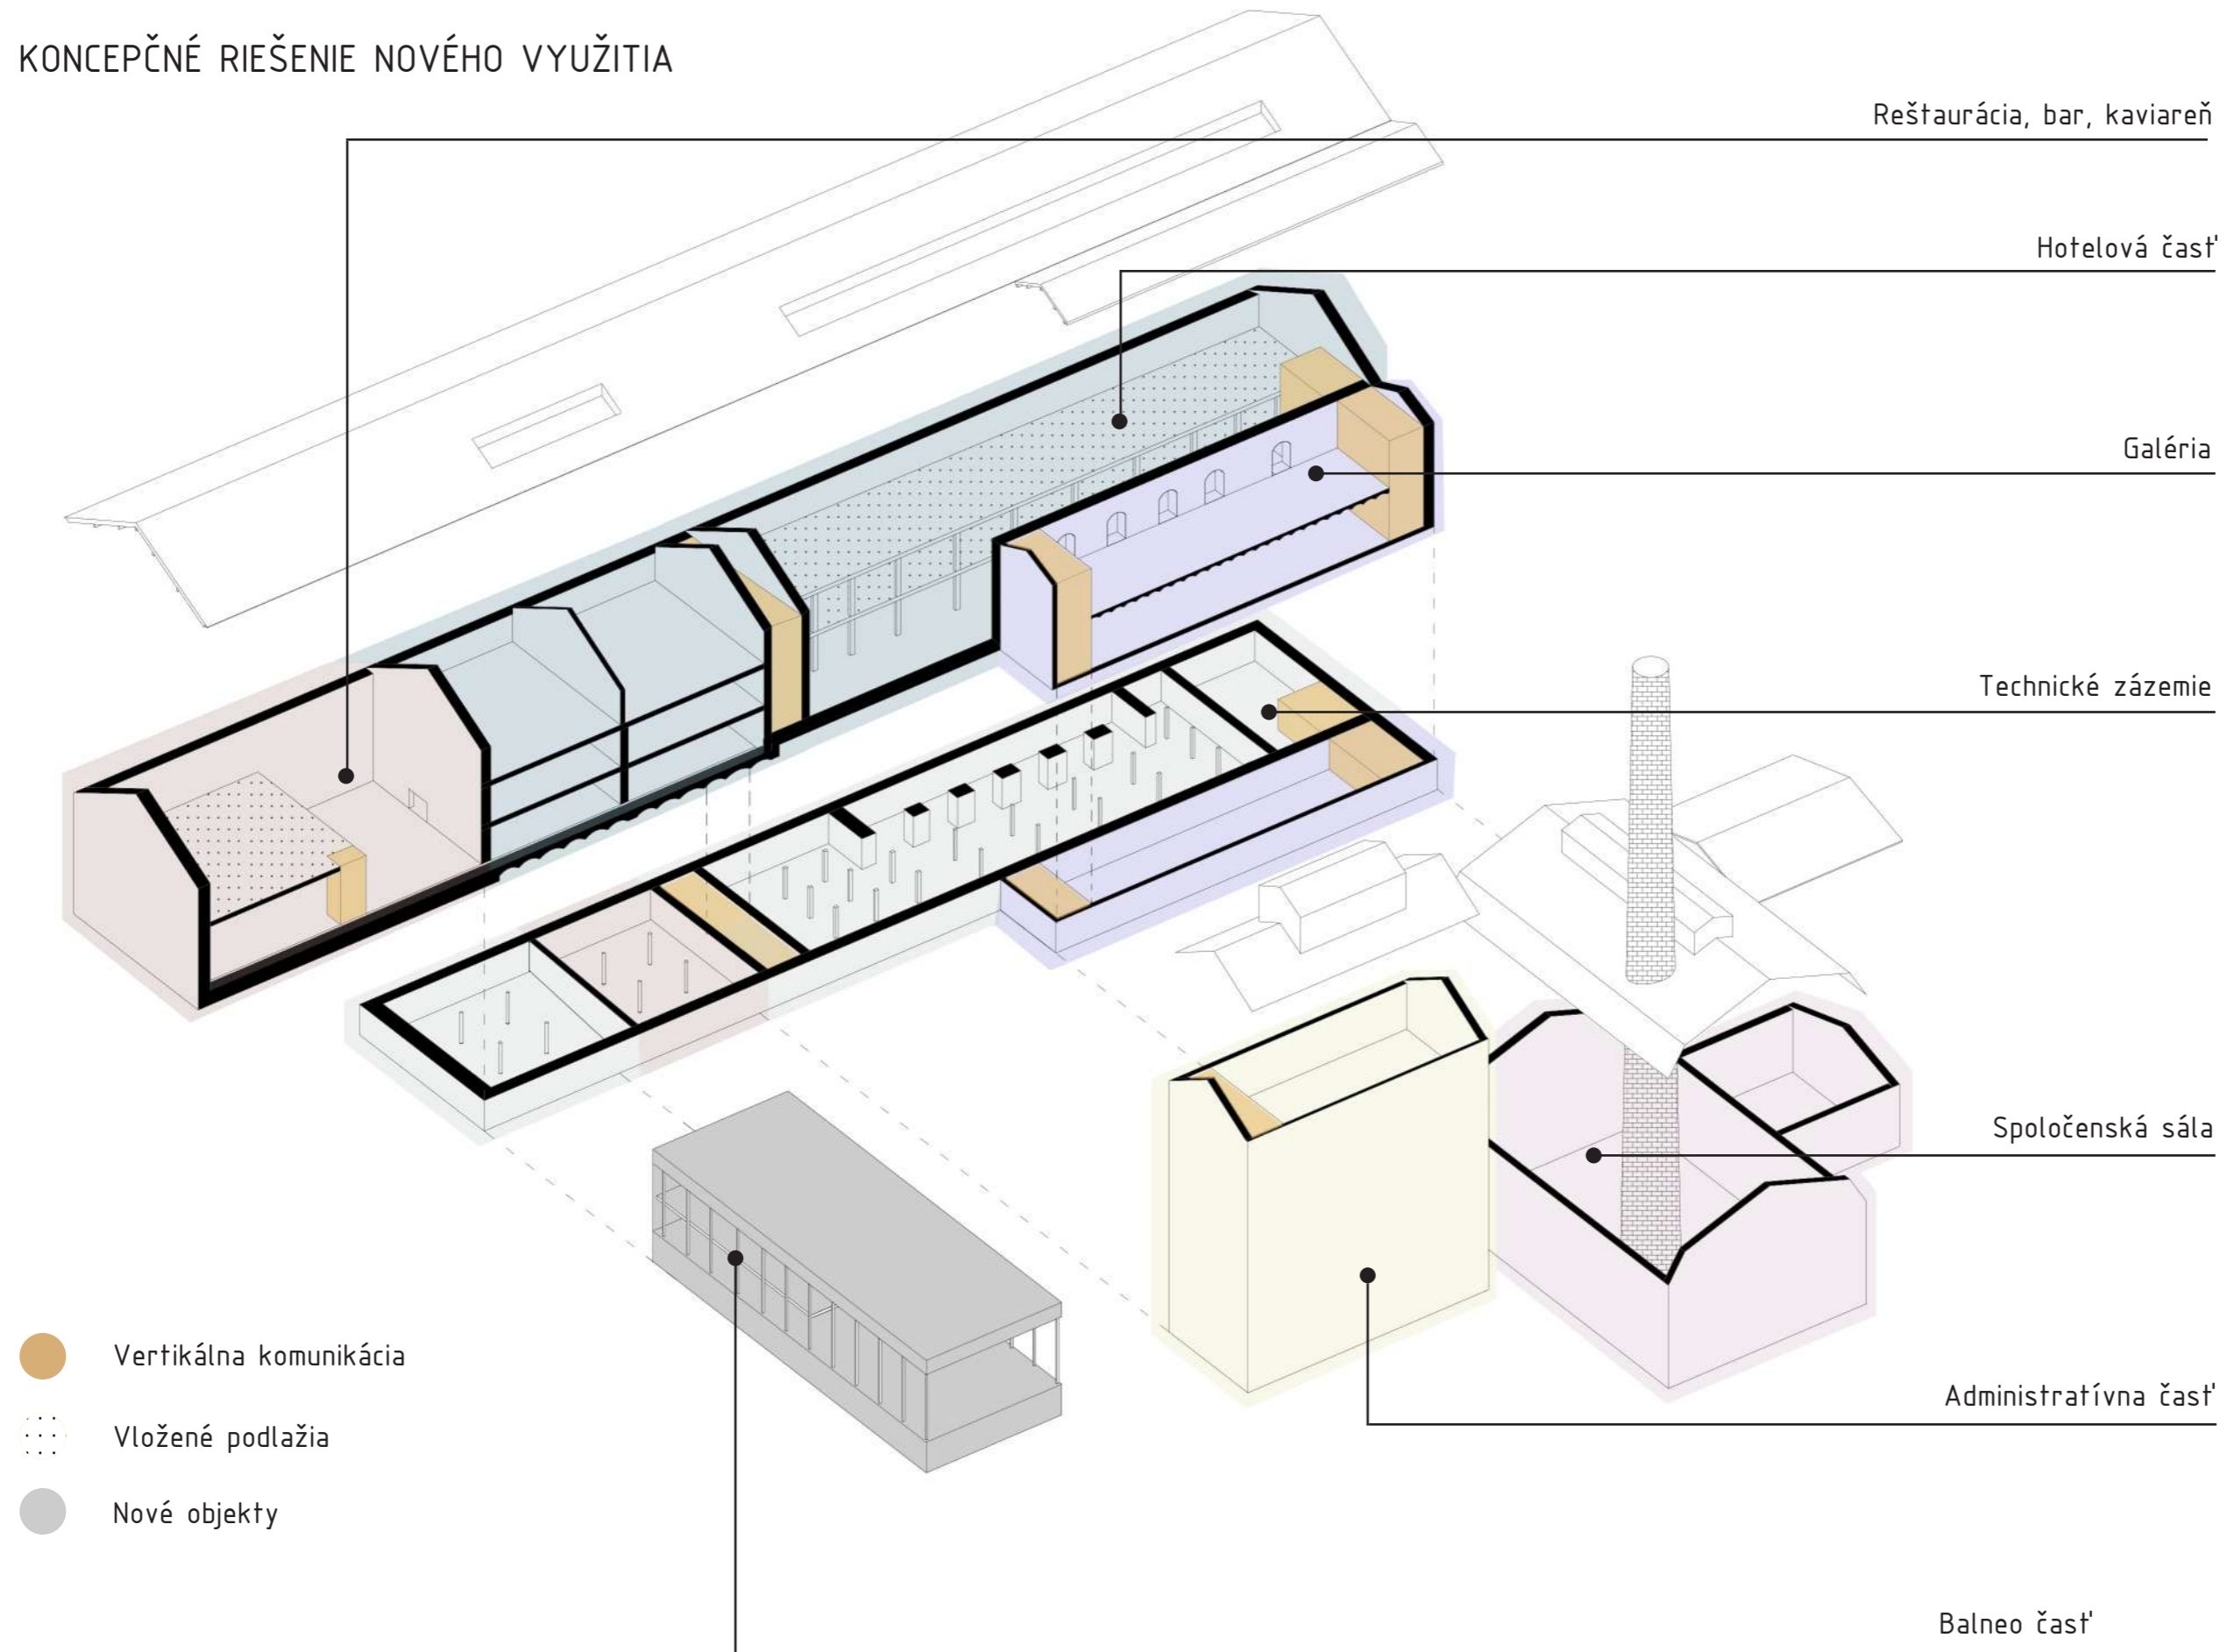 KONCEPČNÉ RIEŠENIE NOVÉHO VYUŽITIA
Reštaurácia, bar, kaviareň
Hotelová časť
Galéria
Technické zázemie
Spoločenská sála
Administratívna časť
Vertikálna komunikácia
Vložené podlažia
Nové objekty
Balneo časť